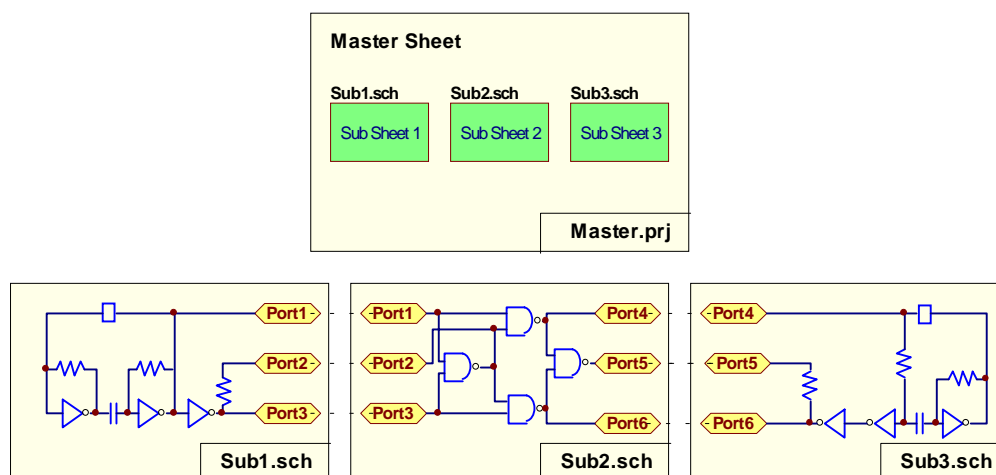 Master Sheet
Sub1.sch Sub2.sch Sub3.sch
Sub Sheet 1 Sub Sheet 2 Sub Sheet 3
Master.prj
Port1 Port1 Port4 Port4
Port2 Port2 Port5 Port5
Port3 Port3 Port6 Port6
Sub1.sch Sub2.sch Sub3.sch